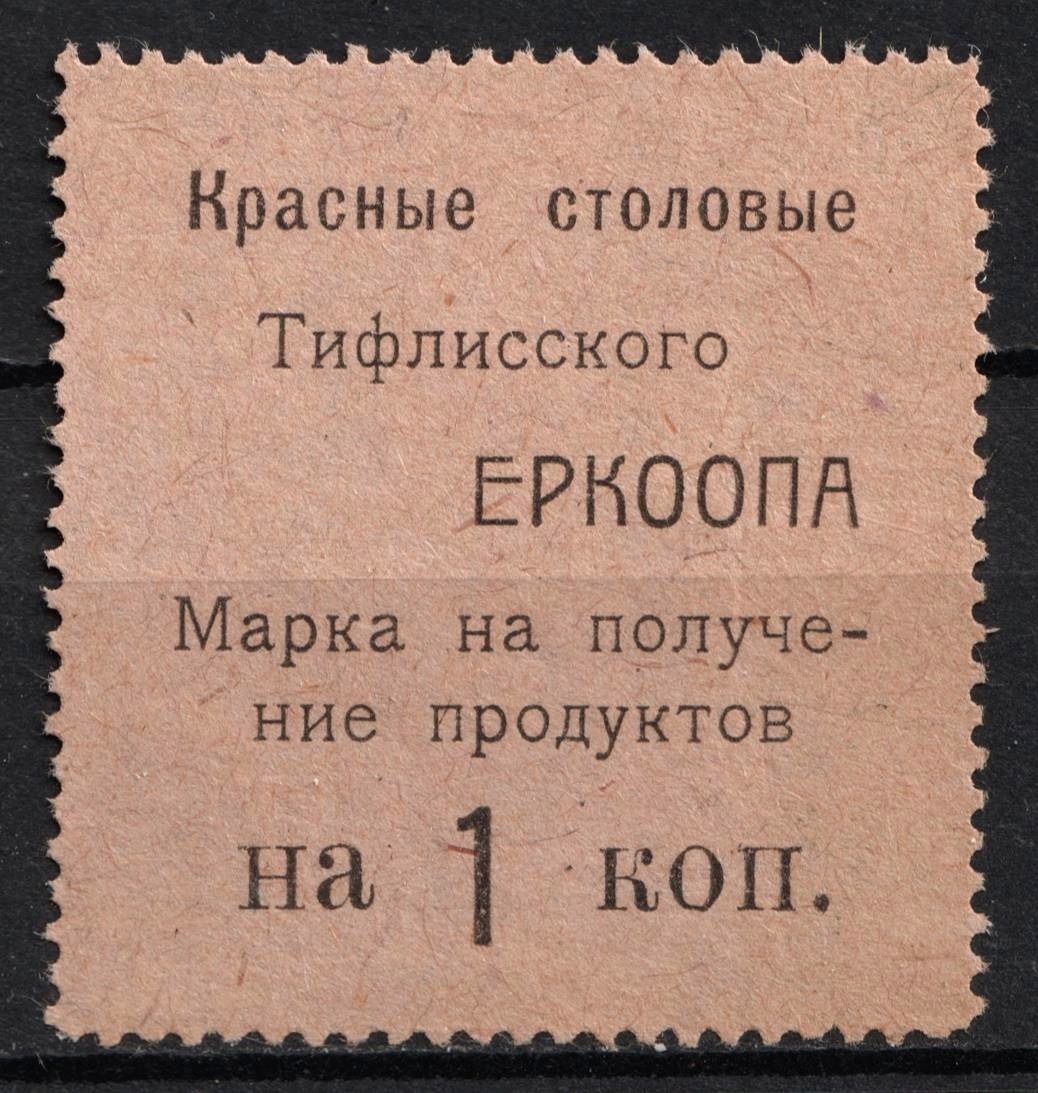 Красные столовые
Тифлисского
ЕРКООПА
Марка на получе-
ние продуктов
на 1 коп.